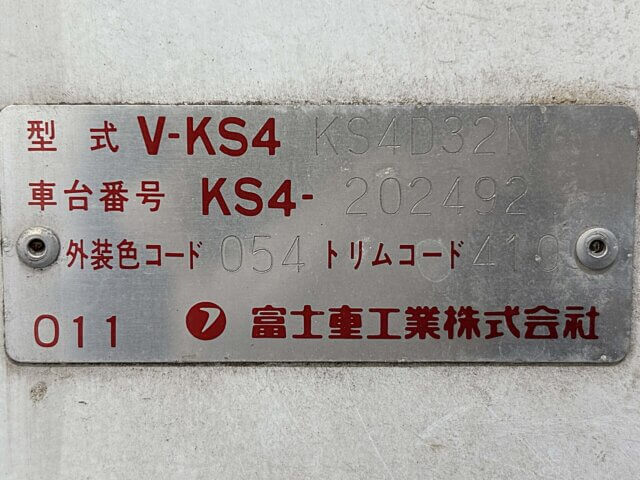 型式 V-KS4 KS4D32N
車台番号 KS4- 202492
外装色コード 054 トリムコード 410
011 フ 富士重工業株式会社